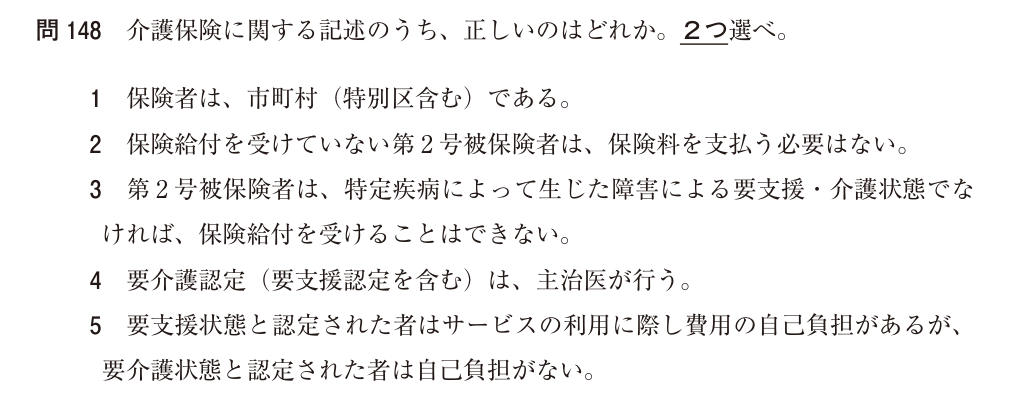 問148　介護保険に関する記述のうち、正しいのはどれか。２つ選べ。
1　保険者は、市町村（特別区含む）である。
2　保険給付を受けていない第２号被保険者は、保険料を支払う必要はない。
3　第２号被保険者は、特定疾病によって生じた障害による要支援・介護状態でな
ければ、保険給付を受けることはできない。
4　要介護認定（要支援認定を含む）は、主治医が行う。
5　要支援状態と認定された者はサービスの利用に際し費用の自己負担があるが、
要介護状態と認定された者は自己負担がない。